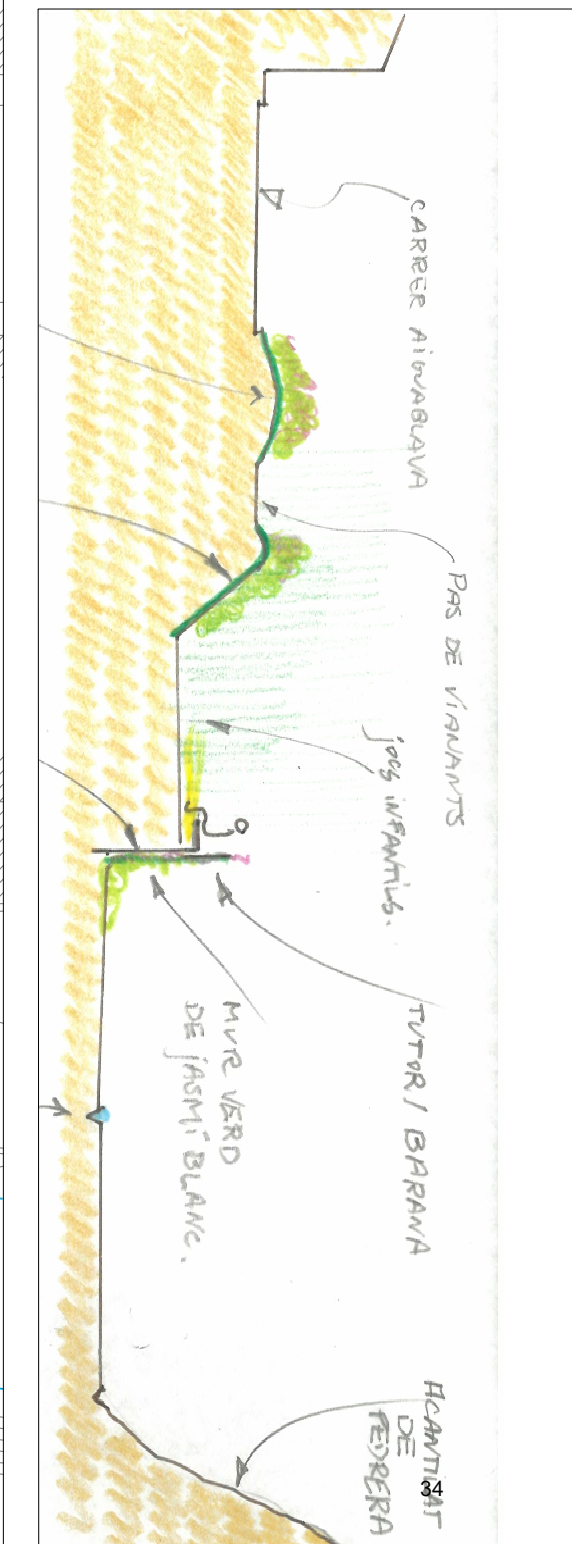 CARRER AIGUABLAVA
PAS DE VIANANTS
jocs INFANTILS.
TUTOR / BARANA
MUR VERD
DE jASMÍ BLANC.
ACANTILAT
DE
PEDRERA
34